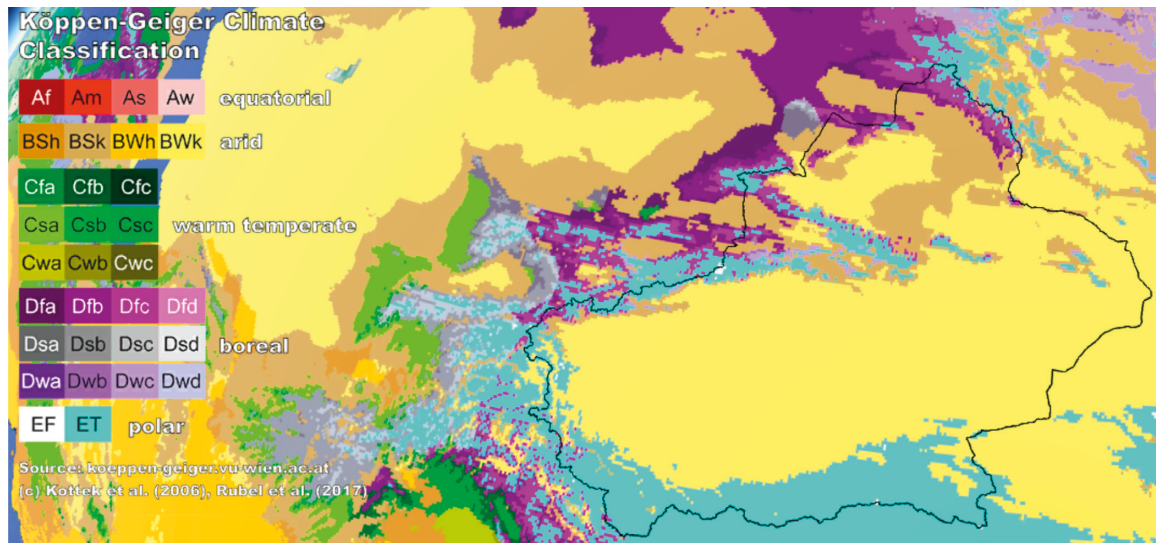 Köppen-Geiger Climate
Classification
Af Am As Aw equatorial
BSh BSk BWh BWk arid
Cfa Cfb Cfc
Csa Csb Csc warm temperate
Cwa Cwb Cwc
Dfa Dfb Dfc Dfd
Dsa Dsb Dsc Dsd boreal
Dwa Dwb Dwc Dwd
EF ET polar
Source: koeppen-geiger.vu-wien.ac.at
(c) Kottek et al. (2006), Rubel et al. (2017)